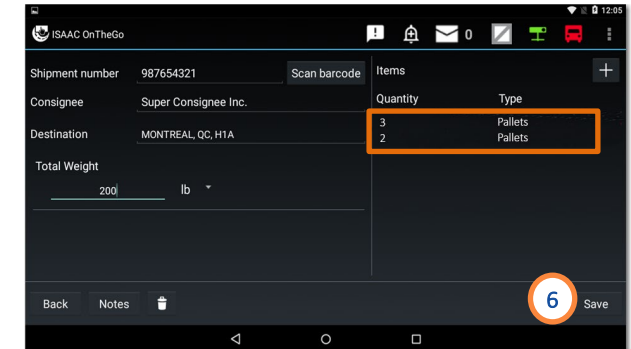 12:05
ISAAC OnTheGo
0
Shipment number 987654321 Scan barcode
Consignee Super Consignee Inc.
Destination MONTREAL, QC, H1A
Total Weight
200 lb
Items +
Quantity Type
3 Pallets
2 Pallets
Back Notes
6 Save